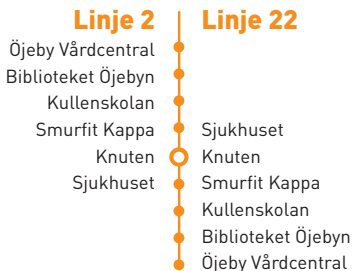 Linje 2
Öjeby Vårdcentral
Biblioteket Öjebyn
Kullenskolan
Smurfit Kappa
Knuten
Sjukhuset
Linje 22
Sjukhuset
Knuten
Smurfit Kappa
Kullenskolan
Biblioteket Öjebyn
Öjeby Vårdcentral